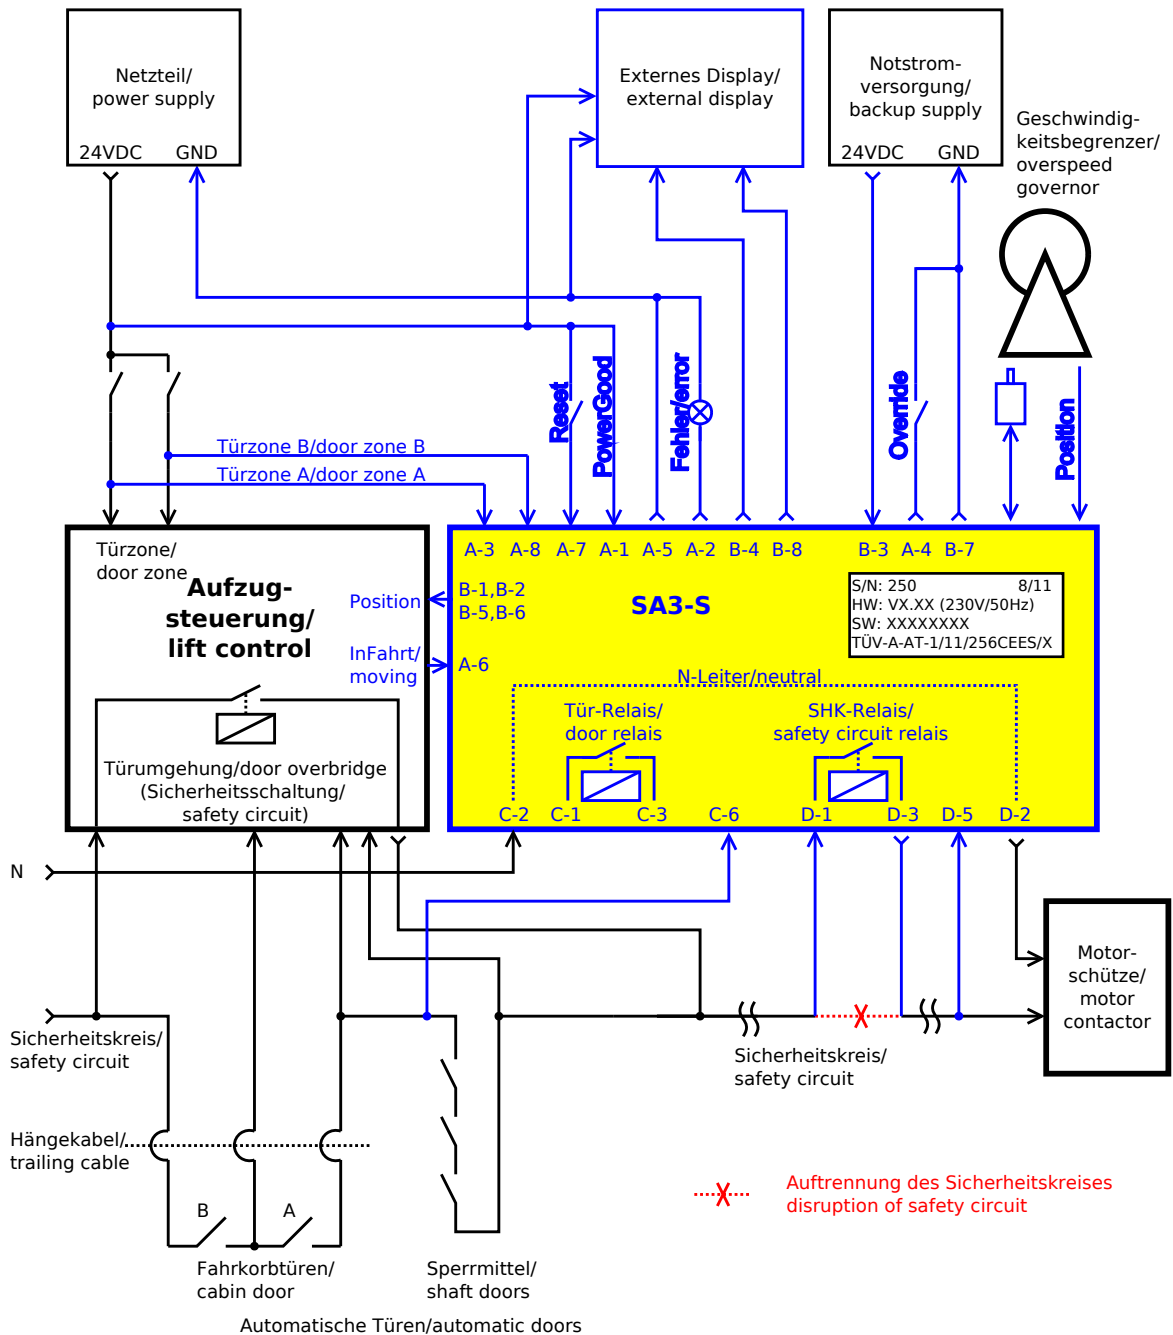 Netzteil/
power supply
24VDC GND
Externes Display/
external display
Notstrom-
versorgung/
backup supply
24VDC GND
Geschwindig-
keitsbegrenzer/
overspeed
governor
Reset
PowerGood
Fehler/error
Override
Position
Türzone B/door zone B
Türzone A/door zone A
Türzone/
door zone
Aufzug-
steuerung/
lift control
Position
InFahrt/
moving
Türumgehung/door overbridge
(Sicherheitsschaltung/
safety circuit)
A-3 A-8 A-7 A-1 A-5 A-2 B-4 B-8 B-3 A-4 B-7
B-1,B-2
B-5,B-6
A-6
SA3-S
S/N: 250 8/11
HW: VX.XX (230V/50Hz)
SW: XXXXXXXX
TÜV-A-AT-1/11/256CEES/X
N-Leiter/neutral
Tür-Relais/
door relais
SHK-Relais/
safety circuit relais
C-2 C-1 C-3 C-6 D-1 D-3 D-5 D-2
N
Sicherheitskreis/
safety circuit
Sicherheitskreis/
safety circuit
Motor-
schütze/
motor
contactor
Hängekabel/
trailing cable
B A
Fahrkorbtüren/
cabin door
Sperrmittel/
shaft doors
Automatische Türen/automatic doors
Auftrennung des Sicherheitskreises
disruption of safety circuit